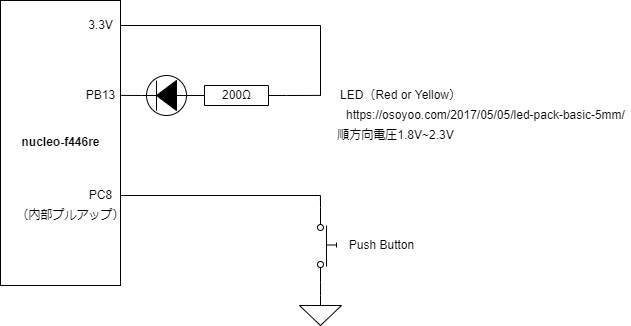 3.3V
PB13
200Ω
LED（Red or Yellow）
https://osoyoo.com/2017/05/05/led-pack-basic-5mm/
順方向電圧1.8V~2.3V
nucleo-f446re
PC8
（内部プルアップ）
Push Button